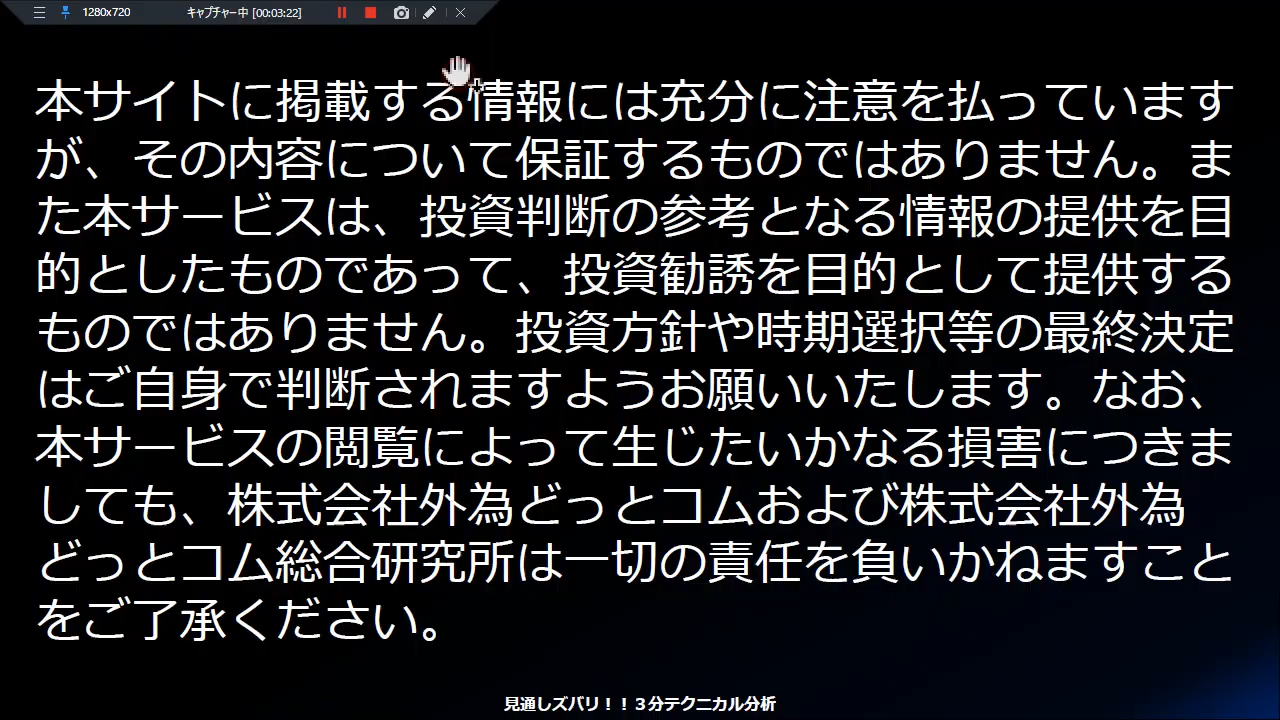 1280x720 キャプチャー中 [00:03:22]
本サイトに掲載する情報には充分に注意を払っています
が、その内容について保証するものではありません。ま
た本サービスは、投資判断の参考となる情報の提供を目
的としたものであって、投資勧誘を目的として提供する
ものではありません。投資方針や時期選択等の最終決定
はご自身で判断されますようお願いいたします。なお、
本サービスの閲覧によって生じたいかなる損害につきま
しても、株式会社外為どっとコムおよび株式会社外為
どっとコム総合研究所は一切の責任を負いかねますこと
をご了承ください。
見通しズバリ！！３分テクニカル分析